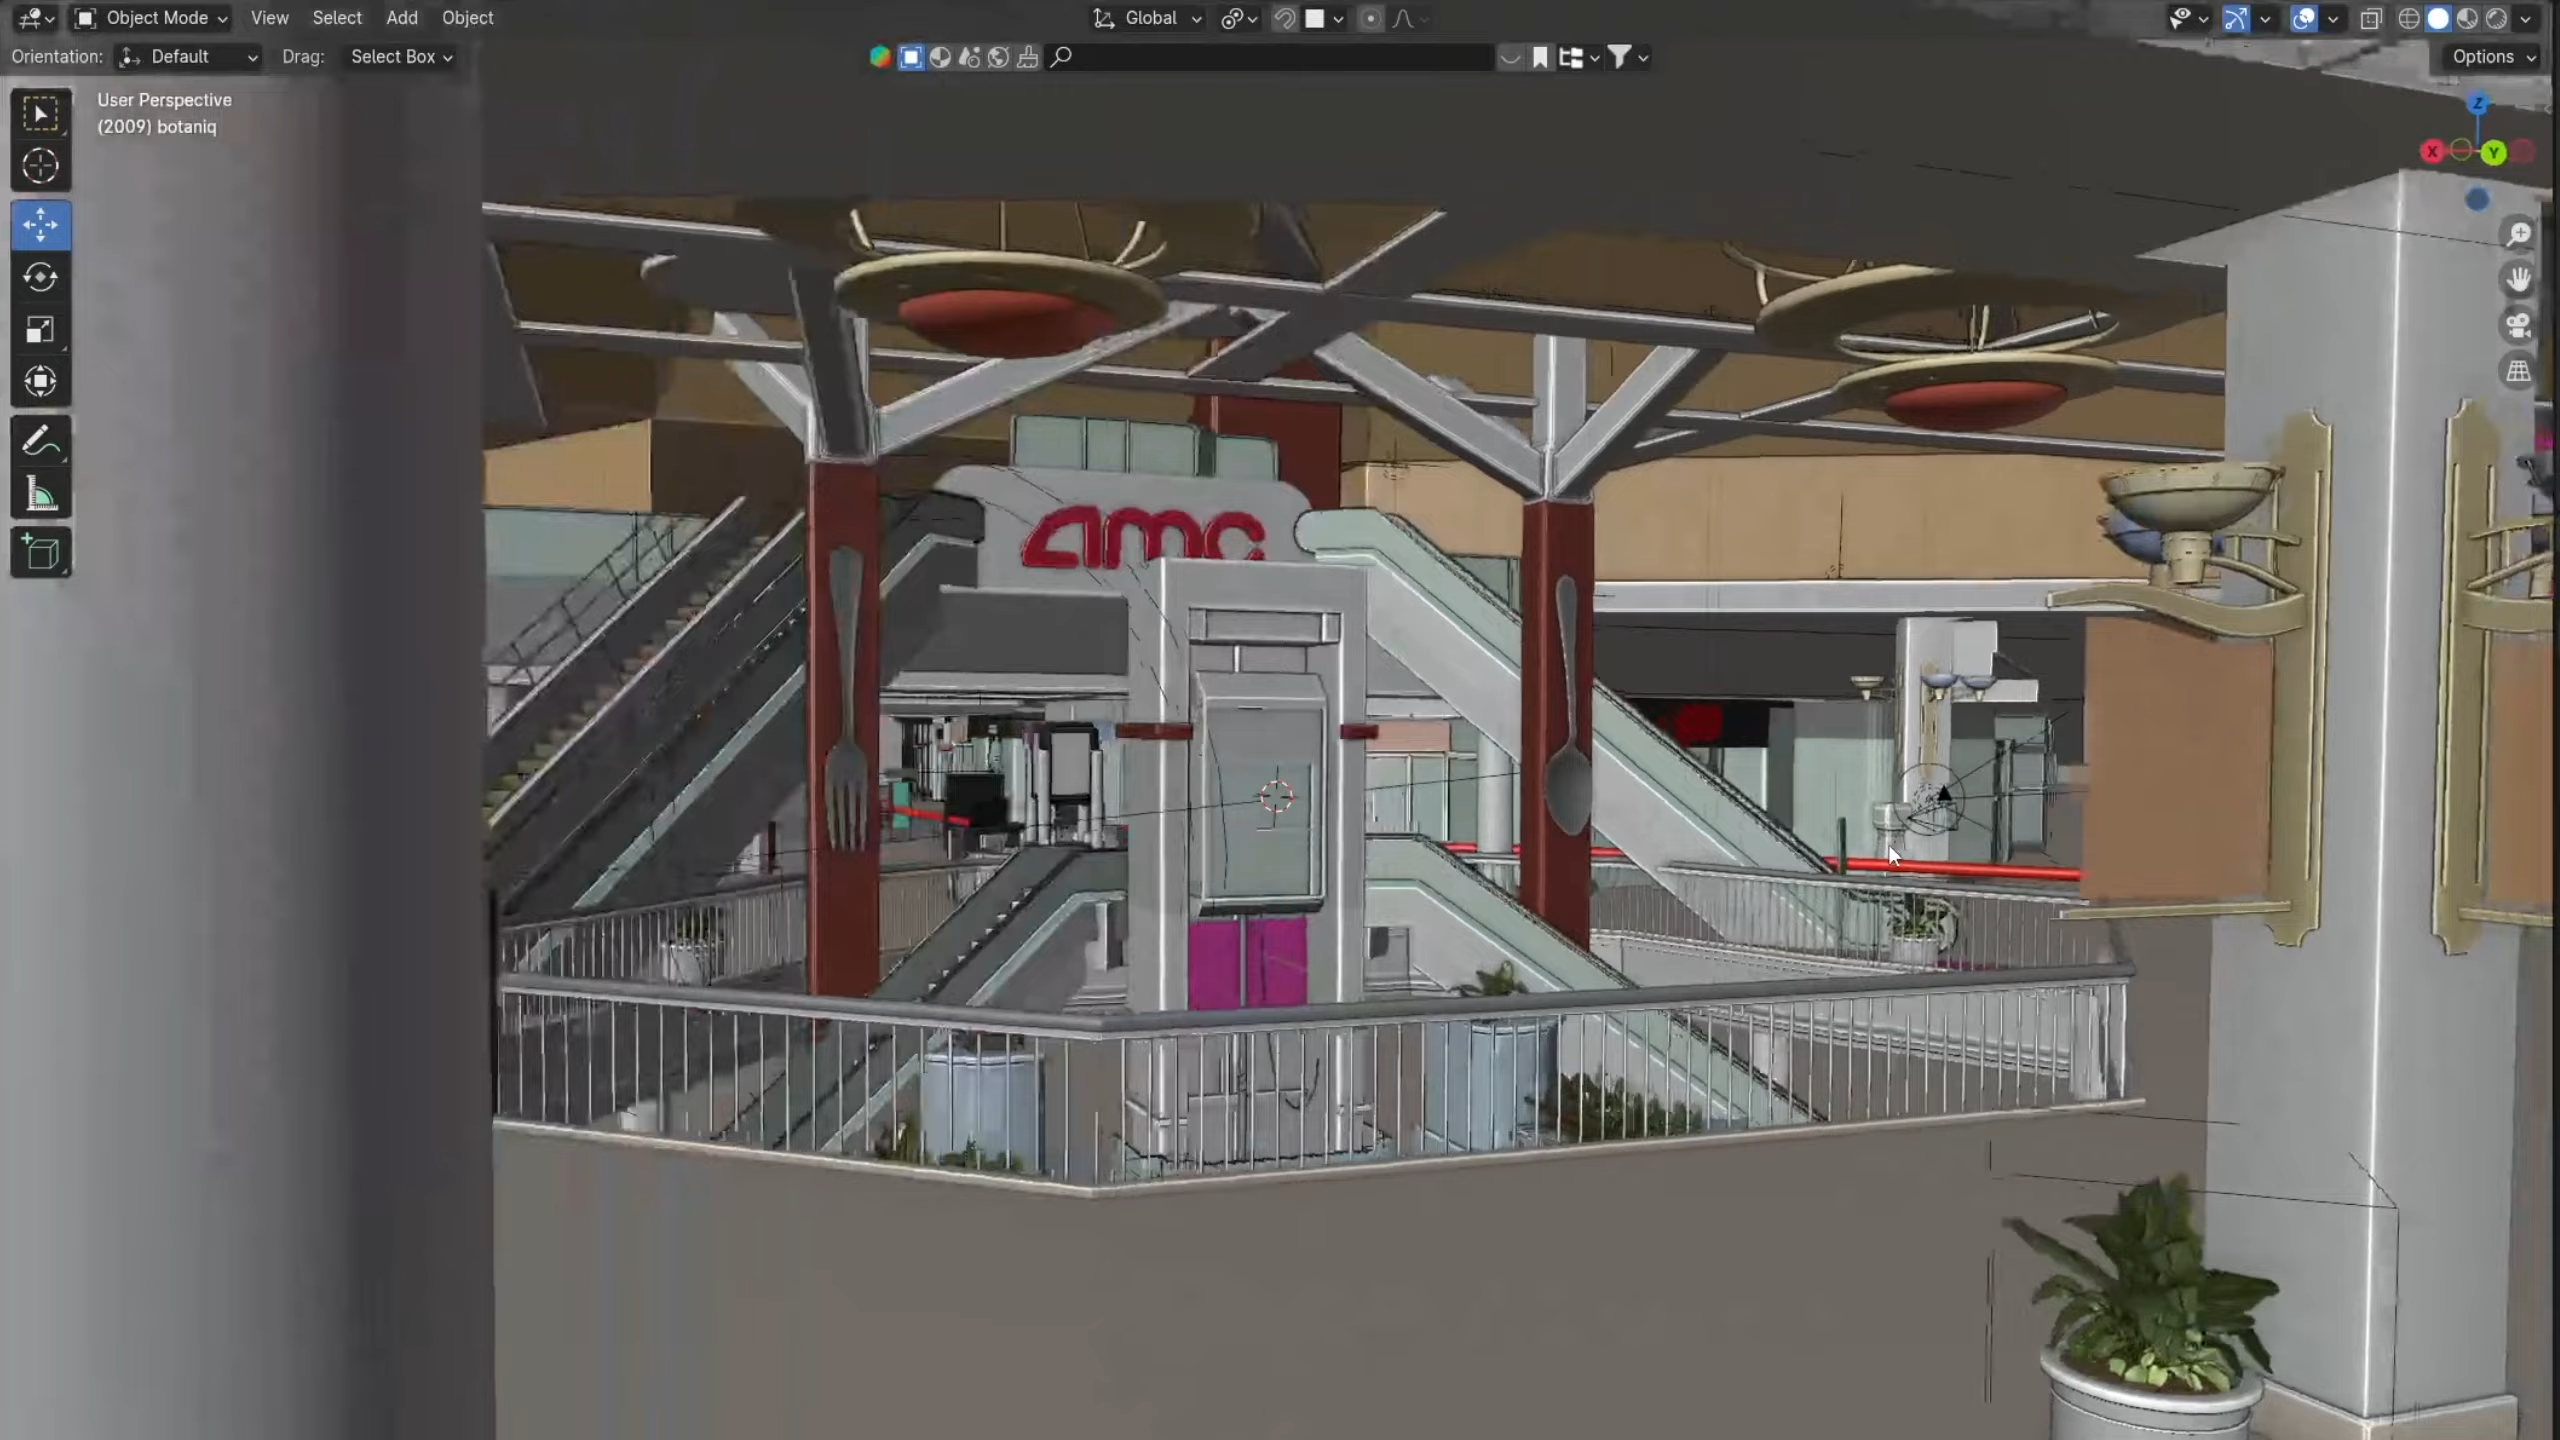 Object Mode View Select Add Object Global
Orientation: Default Drag: Select Box Options
User Perspective
(2009) botaniq
Z
X
Y
amc